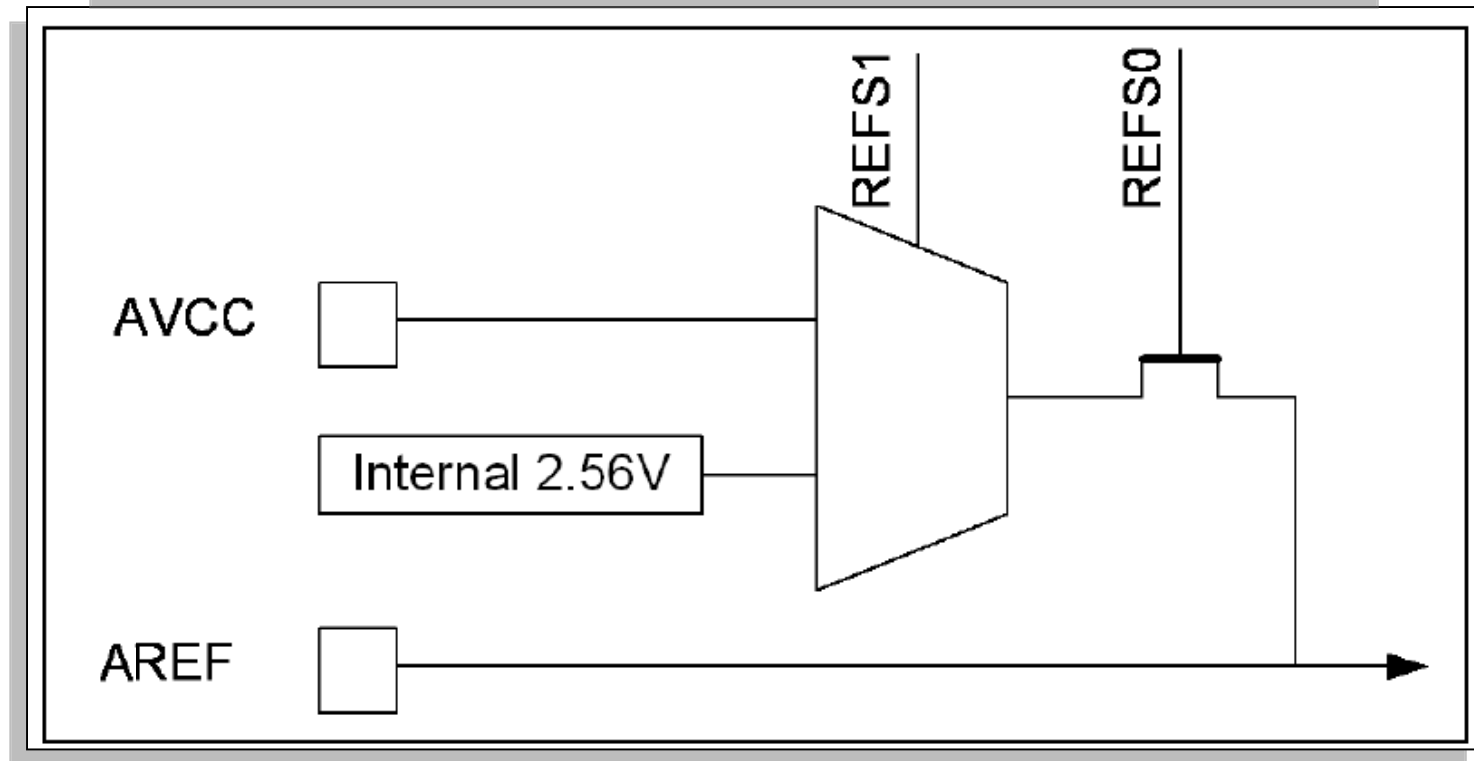 REFS1
REFS0
AVCC
Internal 2.56V
AREF